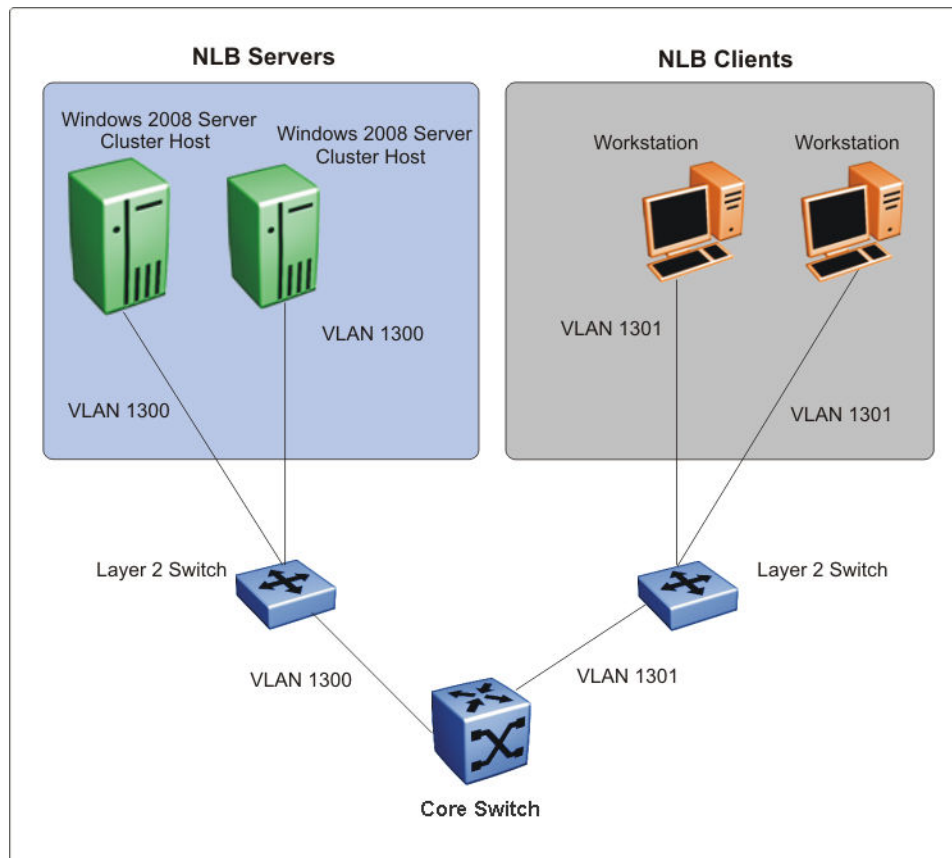 NLB Servers
NLB Clients
Windows 2008 Server
Cluster Host
Windows 2008 Server
Cluster Host
Workstation
Workstation
VLAN 1300
VLAN 1301
VLAN 1300
VLAN 1301
Layer 2 Switch
Layer 2 Switch
VLAN 1300
VLAN 1301
Core Switch